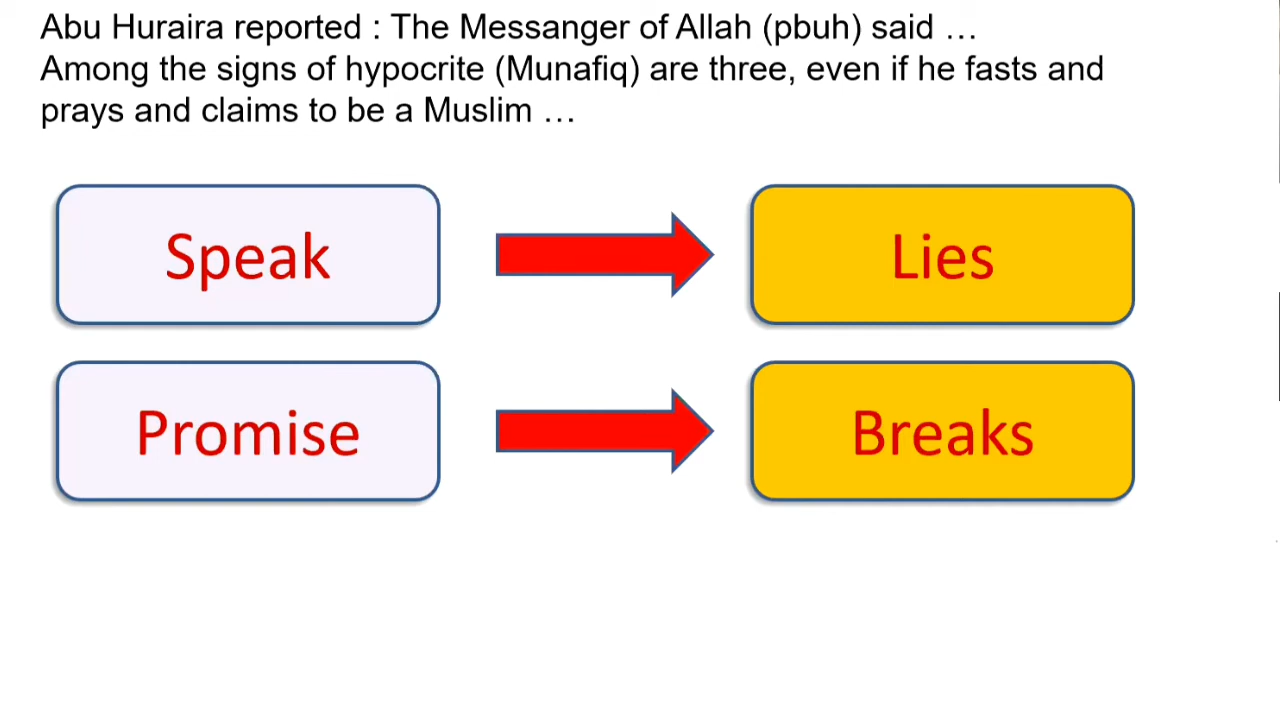 Abu Huraira reported : The Messanger of Allah (pbuh) said …
Among the signs of hypocrite (Munafiq) are three, even if he fasts and
prays and claims to be a Muslim …
Speak
Lies
Promise
Breaks